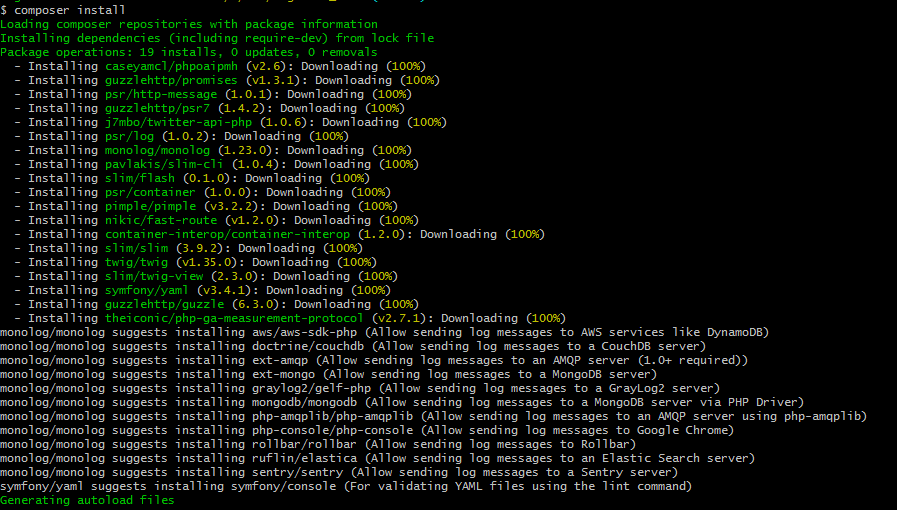 $ composer install
Loading composer repositories with package information
Installing dependencies (including require-dev) from lock file
Package operations: 19 installs, 0 updates, 0 removals
  - Installing caseyamcl/phpoaipmh (v2.6): Downloading (100%)
  - Installing guzzlehttp/promises (v1.3.1): Downloading (100%)
  - Installing psr/http-message (1.0.1): Downloading (100%)
  - Installing guzzlehttp/psr7 (1.4.2): Downloading (100%)
  - Installing j7mbo/twitter-api-php (1.0.6): Downloading (100%)
  - Installing psr/log (1.0.2): Downloading (100%)
  - Installing monolog/monolog (1.23.0): Downloading (100%)
  - Installing pavlakis/slim-cli (1.0.4): Downloading (100%)
  - Installing slim/flash (0.1.0): Downloading (100%)
  - Installing psr/container (1.0.0): Downloading (100%)
  - Installing pimple/pimple (v3.2.2): Downloading (100%)
  - Installing nikic/fast-route (v1.2.0): Downloading (100%)
  - Installing container-interop/container-interop (1.2.0): Downloading (100%)
  - Installing slim/slim (3.9.2): Downloading (100%)
  - Installing twig/twig (v1.35.0): Downloading (100%)
  - Installing slim/twig-view (2.3.0): Downloading (100%)
  - Installing symfony/yaml (v3.4.1): Downloading (100%)
  - Installing guzzlehttp/guzzle (6.3.0): Downloading (100%)
  - Installing theiconic/php-ga-measurement-protocol (v2.7.1): Downloading (100%)
monolog/monolog suggests installing aws/aws-sdk-php (Allow sending log messages to AWS services like DynamoDB)
monolog/monolog suggests installing doctrine/couchdb (Allow sending log messages to a CouchDB server)
monolog/monolog suggests installing ext-amqp (Allow sending log messages to an AMQP server (1.0+ required))
monolog/monolog suggests installing ext-mongo (Allow sending log messages to a MongoDB server)
monolog/monolog suggests installing graylog2/gelf-php (Allow sending log messages to a GrayLog2 server)
monolog/monolog suggests installing mongodb/mongodb (Allow sending log messages to a MongoDB server via PHP Driver)
monolog/monolog suggests installing php-amqplib/php-amqplib (Allow sending log messages to an AMQP server using php-amqplib)
monolog/monolog suggests installing php-console/php-console (Allow sending log messages to Google Chrome)
monolog/monolog suggests installing rollbar/rollbar (Allow sending log messages to Rollbar)
monolog/monolog suggests installing ruflin/elastica (Allow sending log messages to an Elastic Search server)
monolog/monolog suggests installing sentry/sentry (Allow sending log messages to a Sentry server)
symfony/yaml suggests installing symfony/console (For validating YAML files using the lint command)
Generating autoload files